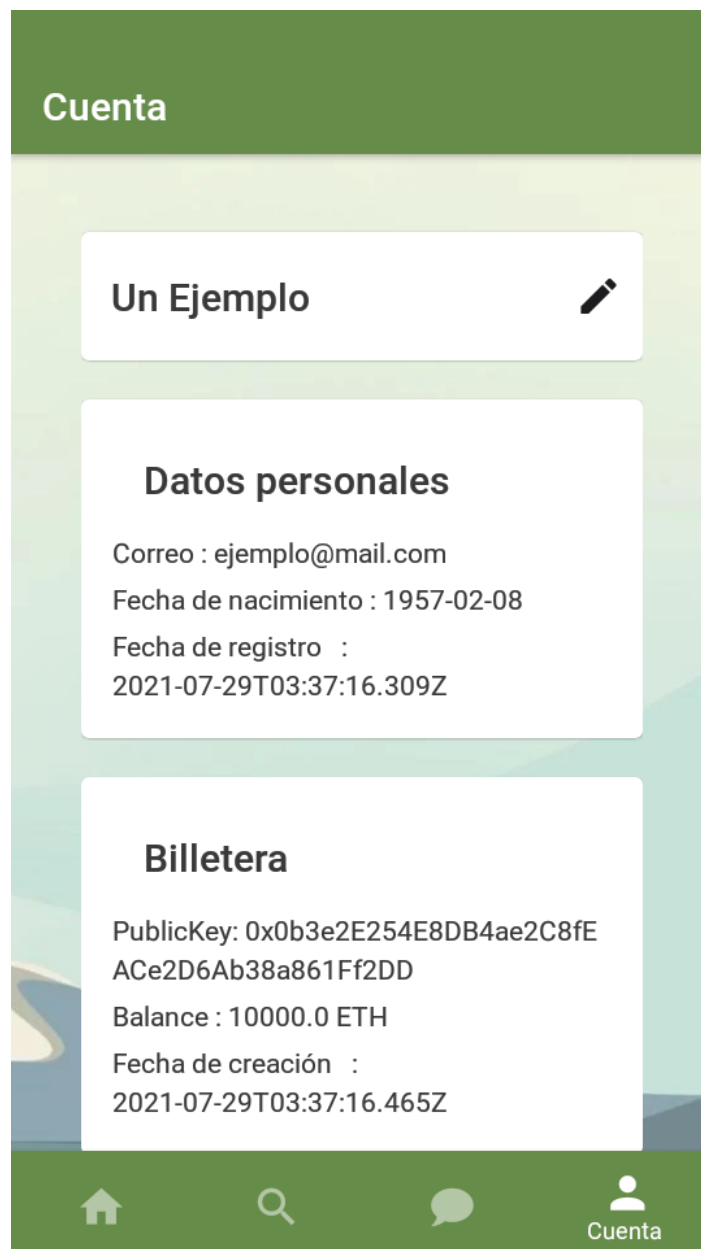 Cuenta
Un Ejemplo
Datos personales
Correo : ejemplo@mail.com
Fecha de nacimiento : 1957-02-08
Fecha de registro :
2021-07-29T03:37:16.309Z
Billetera
PublicKey: 0x0b3e2E254E8DB4ae2C8fE
ACe2D6Ab38a861Ff2DD
Balance : 10000.0 ETH
Fecha de creación :
2021-07-29T03:37:16.465Z
Cuenta